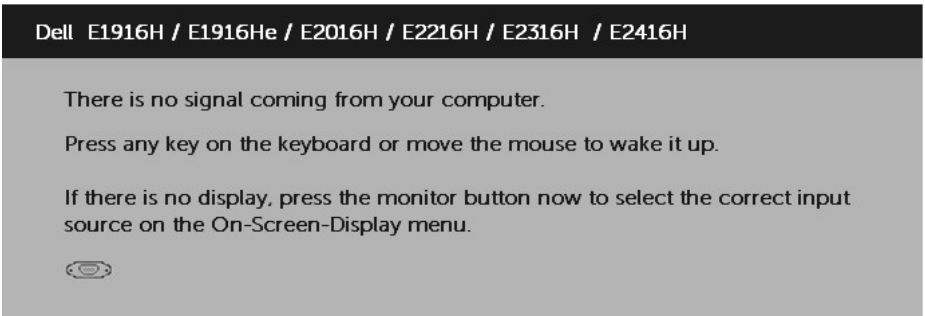 Dell E1916H / E1916He / E2016H / E2216H / E2316H / E2416H
There is no signal coming from your computer.
Press any key on the keyboard or move the mouse to wake it up.
If there is no display, press the monitor button now to select the correct input
source on the On-Screen-Display menu.